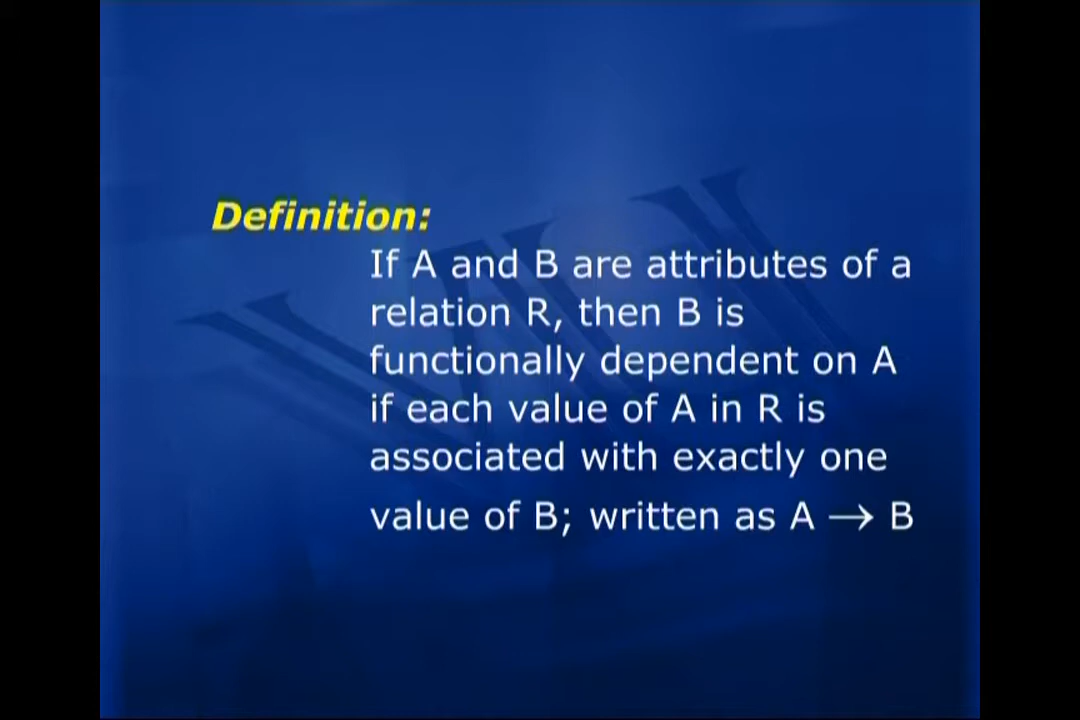 Definition:
If A and B are attributes of a
relation R, then B is
functionally dependent on A
if each value of A in R is
associated with exactly one
value of B; written as A → B